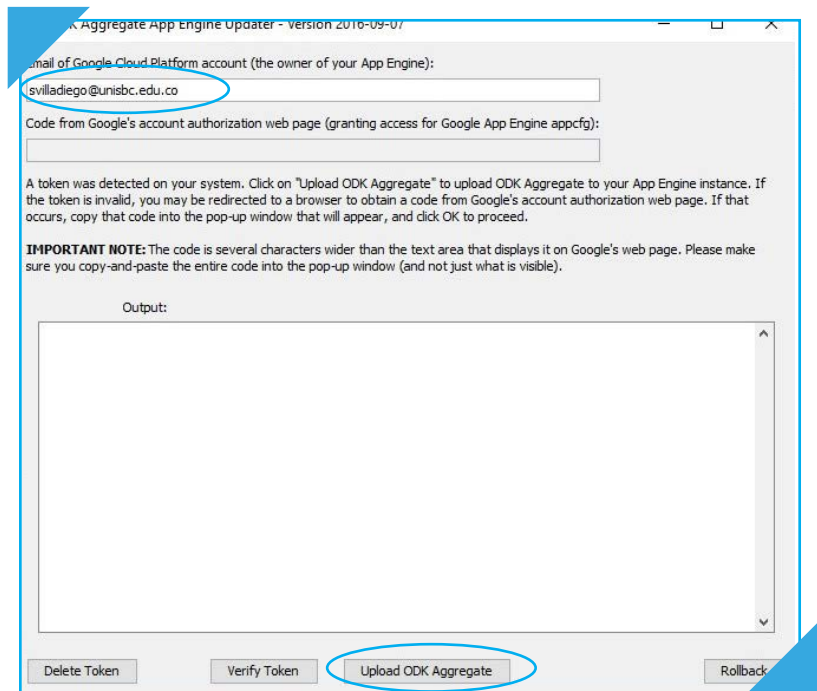 Aggregate App Engine Updater - Version 2016-09-07
Email of Google Cloud Platform account (the owner of your App Engine):
svilladiego@unisbc.edu.co
Code from Google's account authorization web page (granting access for Google App Engine appcfg):
A token was detected on your system. Click on "Upload ODK Aggregate" to upload ODK Aggregate to your App Engine instance. If
the token is invalid, you may be redirected to a browser to obtain a code from Google's account authorization web page. If that
occurs, copy that code into the pop-up window that will appear, and click OK to proceed.
IMPORTANT NOTE: The code is several characters wider than the text area that displays it on Google's web page. Please make
sure you copy-and-paste the entire code into the pop-up window (and not just what is visible).
Output:
Delete Token Verify Token Upload ODK Aggregate Rollback